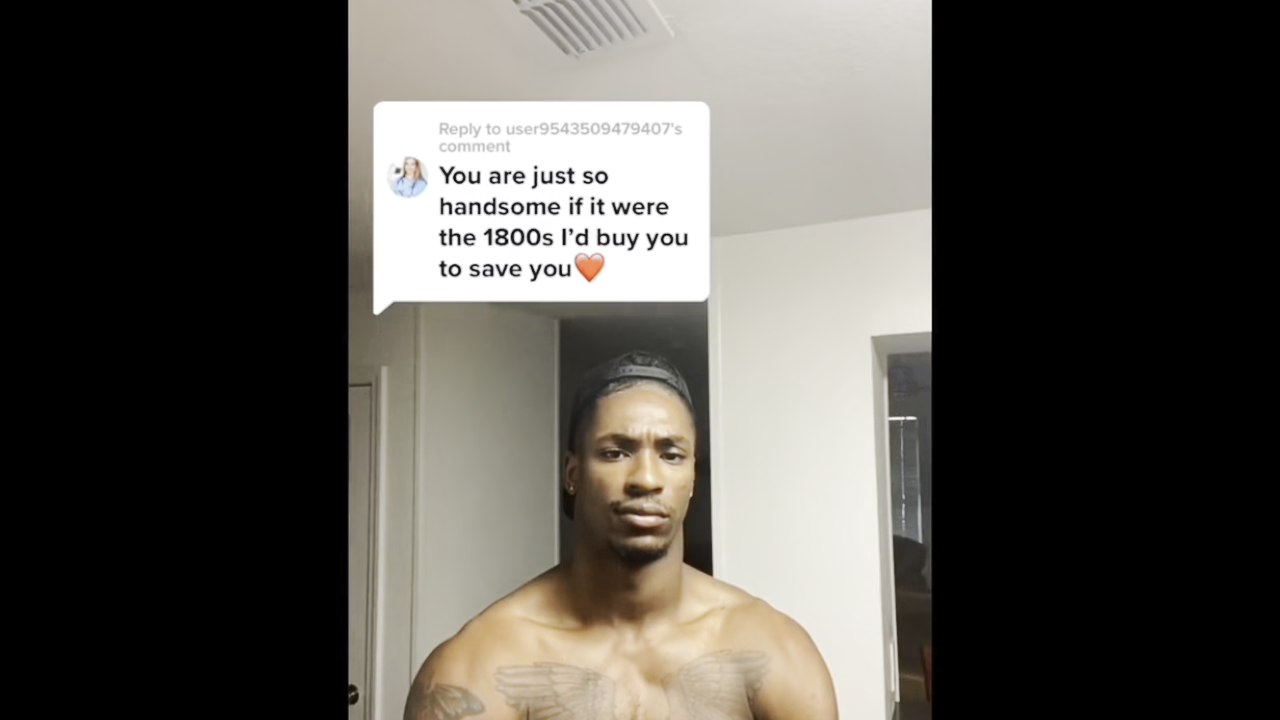 Reply to user9543509479407's
comment
You are just so
handsome if it were
the 1800s I’d buy you
to save you❤️